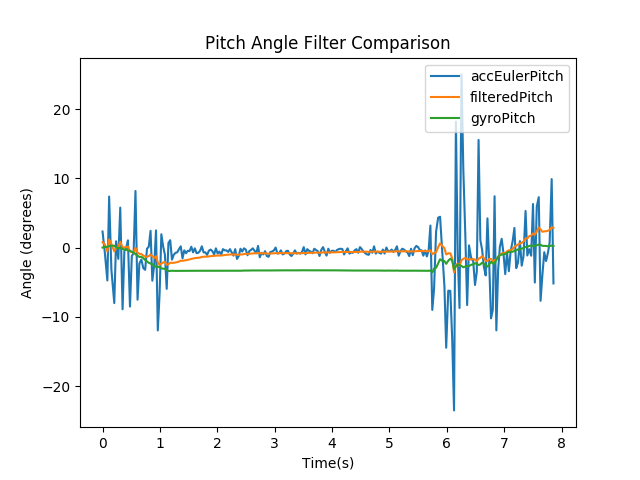 Pitch Angle Filter Comparison
accEulerPitch
filteredPitch
gyroPitch
Angle (degrees)
20
10
0
−10
−20
0 1 2 3 4 5 6 7 8
Time(s)